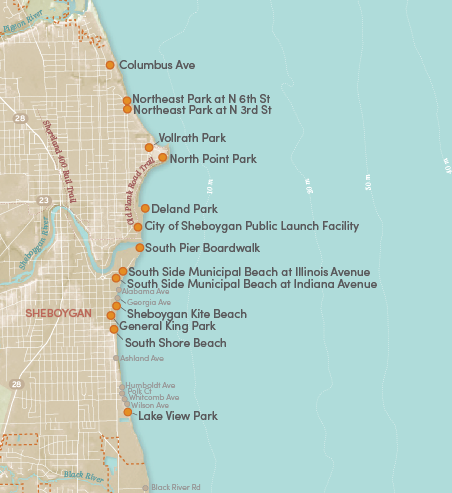 Pigeon River
Columbus Ave
Northeast Park at N 6th St
Northeast Park at N 3rd St
28
Shoreland 400 Rail Trail
Vollrath Park
North Point Park
Old Plank Road Trail
10 m
30 m
50 m
23
Deland Park
City of Sheboygan Public Launch Facility
Sheboygan River
South Pier Boardwalk
South Side Municipal Beach at Illinois Avenue
South Side Municipal Beach at Indiana Avenue
Alabama Ave
Georgia Ave
SHEBOYGAN
Sheboygan Kite Beach
General King Park
South Shore Beach
Ashland Ave
28
Humboldt Ave
Polk Ct
Whitcomb Ave
Wilson Ave
Lake View Park
Black River
Black River Rd